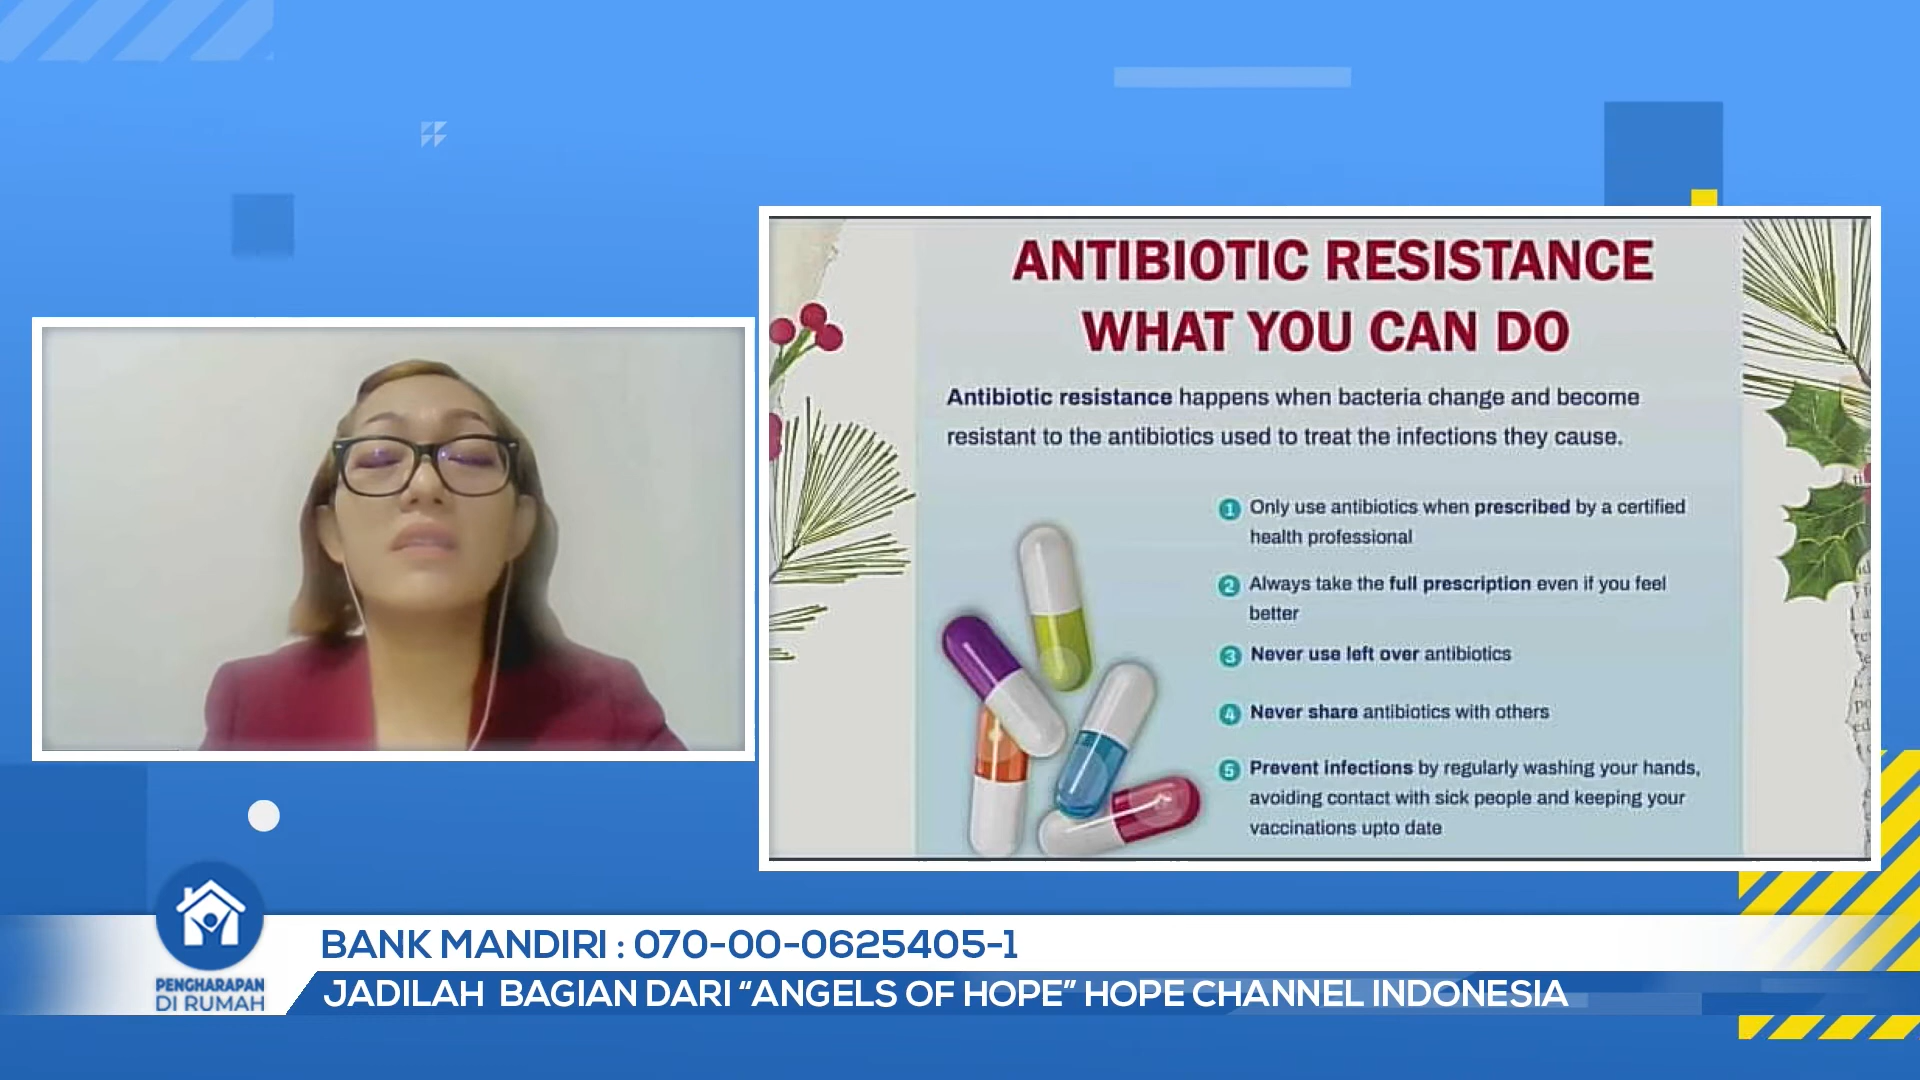 ANTIBIOTIC RESISTANCE
WHAT YOU CAN DO
Antibiotic resistance happens when bacteria change and become
resistant to the antibiotics used to treat the infections they cause.
1 Only use antibiotics when prescribed by a certified
health professional
2 Always take the full prescription even if you feel
better
3 Never use left over antibiotics
4 Never share antibiotics with others
5 Prevent infections by regularly washing your hands,
avoiding contact with sick people and keeping your
vaccinations upto date
PENGHARAPAN
DI RUMAH
BANK MANDIRI : 070-00-0625405-1
JADILAH BAGIAN DARI “ANGELS OF HOPE” HOPE CHANNEL INDONESIA